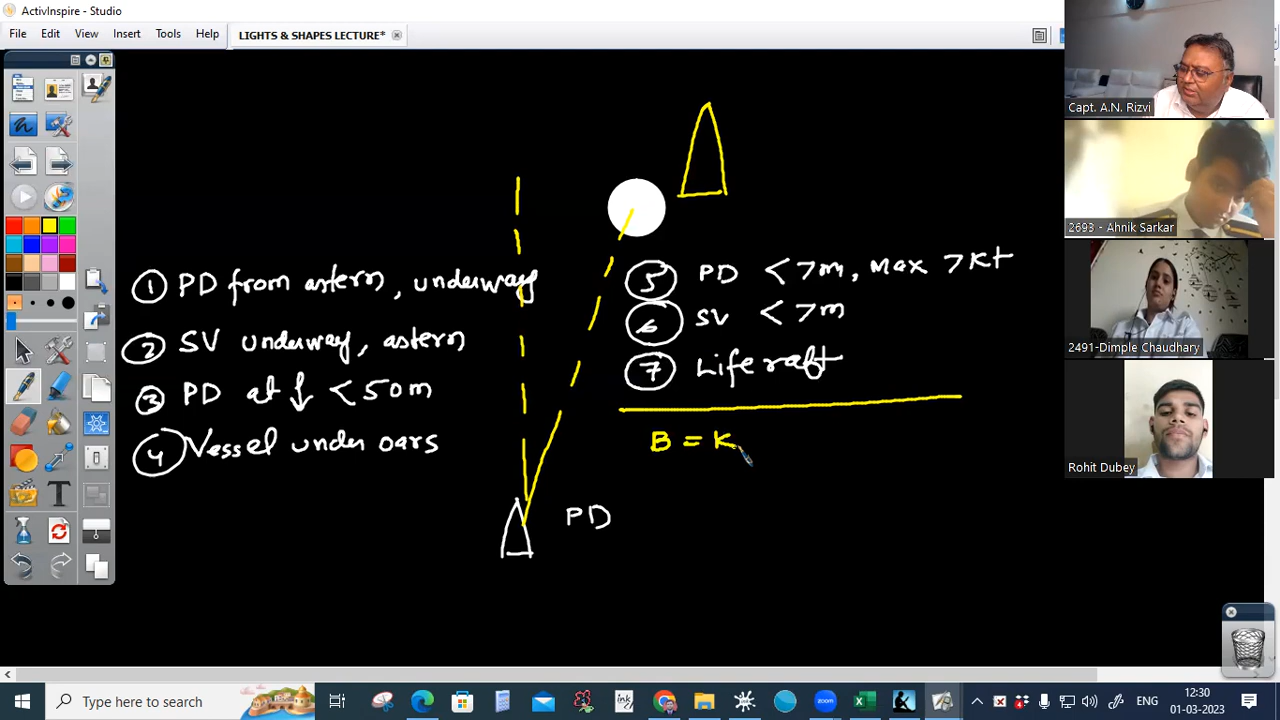 ActivInspire - Studio
File Edit View Insert Tools Help
LIGHTS & SHAPES LECTURE*
① PD from astern, underway
② SV underway, astern
③ PD at ⚓ < 50m
④ Vessel under oars
⑤ PD < 7m, Max 7kt
⑥ SV < 7m
⑦ Life raft
B = K
PD
Capt. A.N. Rizvi
2693 - Ahnik Sarkar
2491-Dimple Chaudhary
Rohit Dubey
Type here to search
ink
ENG
12:30
01-03-2023